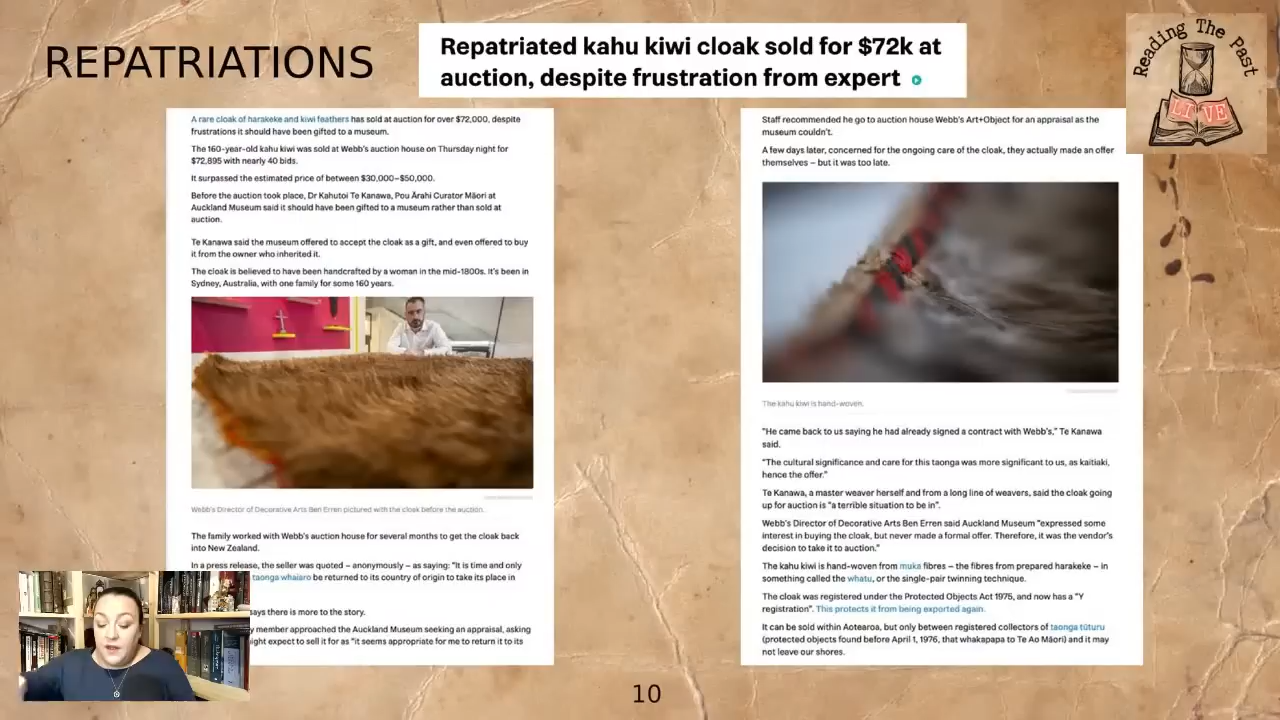 REPATRIATIONS
Repatriated kahu kiwi cloak sold for $72k at
auction, despite frustration from expert
Reading The Past
LIVE
A rare cloak of harakeke and kiwi feathers has sold at auction for over $72,000, despite
frustrations it should have been gifted to a museum.
The 160-year-old kahu kiwi was sold at Webb's auction house on Thursday night for
$72,895 with nearly 40 bids.
It surpassed the estimated price of between $30,000–$50,000.
Before the auction took place, Dr Kahutoi Te Kanawa, Pou Ārahi Curator Māori at
Auckland Museum said it should have been gifted to a museum rather than sold at
auction.
Te Kanawa said the museum offered to accept the cloak as a gift, and even offered to buy
it from the owner who inherited it.
The cloak is believed to have been handcrafted by a woman in the mid-1800s. It's been in
Sydney, Australia, with one family for some 160 years.
Webb's Director of Decorative Arts Ben Erren pictured with the cloak before the auction.
The family worked with Webb's auction house for several months to get the cloak back
into New Zealand.
In a press release, the seller was quoted – anonymously – as saying: "It is time and only
taonga whaiaro be returned to its country of origin to take its place in
says there is more to the story.
member approached the Auckland Museum seeking an appraisal, asking
might expect to sell it for as "it seems appropriate for me to return it to its
Staff recommended he go to auction house Webb's Art+Object for an appraisal as the
museum couldn't.
A few days later, concerned for the ongoing care of the cloak, they actually made an offer
themselves – but it was too late.
The kahu kiwi is hand-woven.
"He came back to us saying he had already signed a contract with Webb's," Te Kanawa
said.
"The cultural significance and care for this taonga was more significant to us, as kaitiaki,
hence the offer."
Te Kanawa, a master weaver herself and from a long line of weavers, said the cloak going
up for auction is "a terrible situation to be in".
Webb's Director of Decorative Arts Ben Erren said Auckland Museum "expressed some
interest in buying the cloak, but never made a formal offer. Therefore, it was the vendor's
decision to take it to auction."
The kahu kiwi is hand-woven from muka fibres – the fibres from prepared harakeke – in
something called the whatu, or the single-pair twinning technique.
The cloak was registered under the Protected Objects Act 1975, and now has a "Y
registration". This protects it from being exported again.
It can be sold within Aotearoa, but only between registered collectors of taonga tūturu
(protected objects found before April 1, 1976, that whakapapa to Te Ao Māori) and it may
not leave our shores.
10